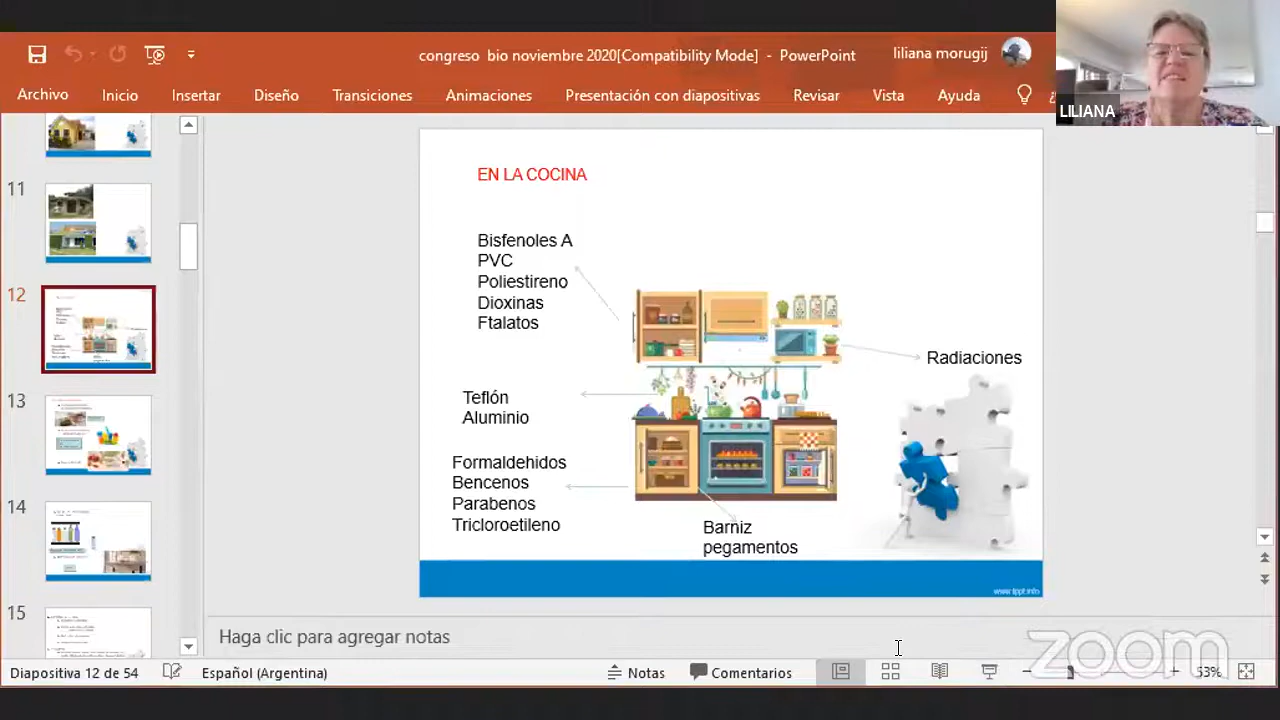 congreso  bio noviembre 2020[Compatibility Mode]  -  PowerPoint
liliana morugij
Archivo
Inicio
Insertar
Diseño
Transiciones
Animaciones
Presentación con diapositivas
Revisar
Vista
Ayuda
LILIANA
11
12
13
14
15
EN LA COCINA
Bisfenoles A
PVC
Poliestireno
Dioxinas
Ftalatos
Radiaciones
Teflón
Aluminio
Formaldehidos
Bencenos
Parabenos
Tricloroetileno
Barniz
pegamentos
www.fppt.info
Haga clic para agregar notas
zoom
Diapositiva 12 de 54
Español (Argentina)
Notas
Comentarios
53%